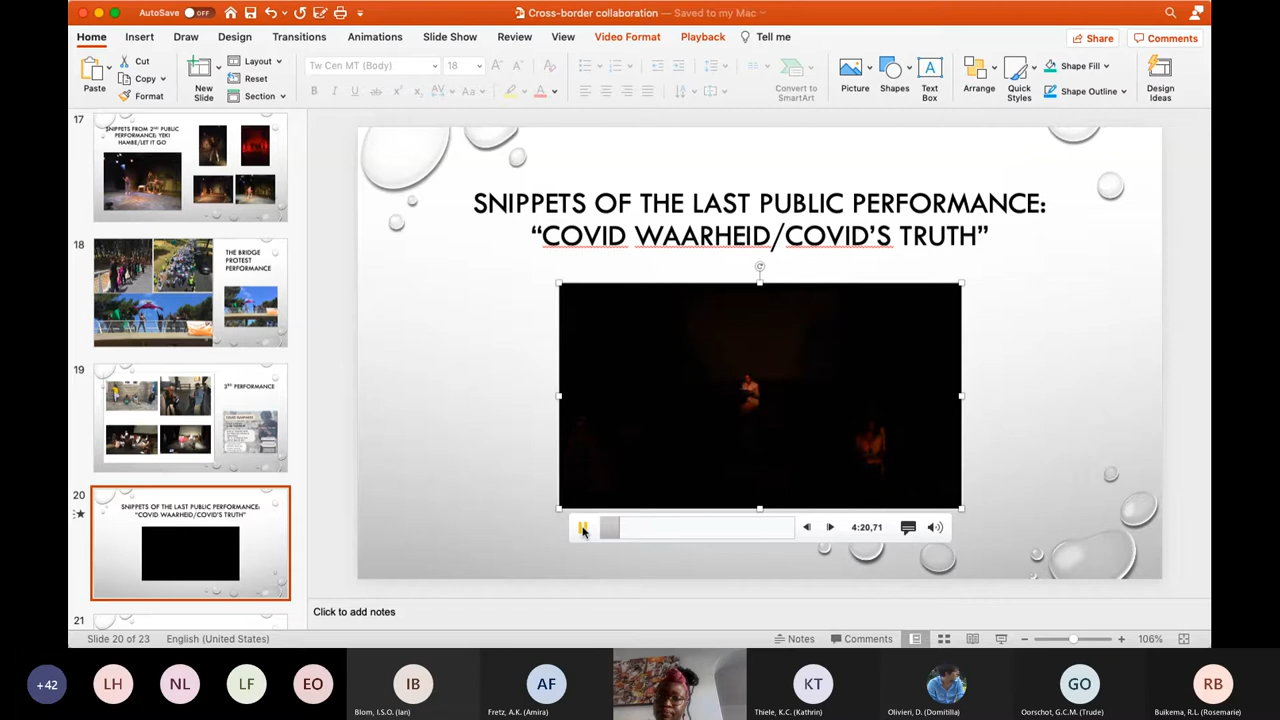 AutoSave OFF
Cross-border collaboration — Saved to my Mac
Home Insert Draw Design Transitions Animations Slide Show Review View Video Format Playback Tell me
Share Comments
Paste
Cut
Copy
Format
New Slide
Layout
Reset
Section
Tw Cen MT (Body) 18
Convert to SmartArt
Picture Shapes Text Box Arrange Quick Styles
Shape Fill
Shape Outline
Design Ideas
17
SNIPPETS FROM 2ND PUBLIC
PERFORMANCE: YEKI
HAMBE/LET IT GO
18
THE BRIDGE
PROTEST
PERFORMANCE
19
3RD PERFORMANCE
20
SNIPPETS OF THE LAST PUBLIC PERFORMANCE:
“COVID WAARHEID/COVID’S TRUTH”
21
SNIPPETS OF THE LAST PUBLIC PERFORMANCE:
“COVID WAARHEID/COVID’S TRUTH”
4:20,71
Click to add notes
Slide 20 of 23 English (United States) Notes Comments 106%
+42 LH NL LF EO IB AF KT GO RB
Blom, I.S.O. (Ian) Fretz, A.K. (Amira) Thiele, K.C. (Kathrin) Olivieri, D. (Domitilla) Oorschot, G.C.M. (Trude) Buikema, R.L. (Rosemarie)